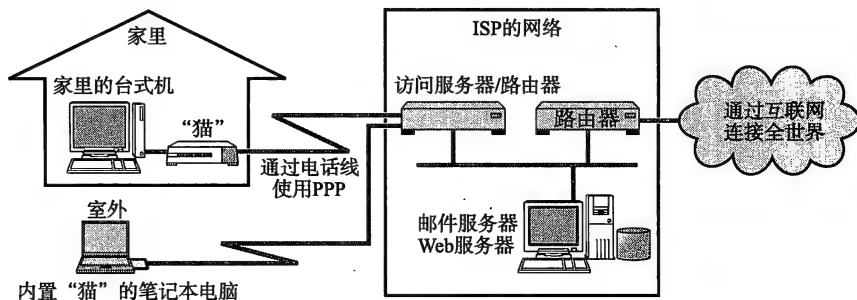 家里
家里的台式机
“猫”
通过电话线
使用PPP
室外
内置“猫”的笔记本电脑
ISP的网络
访问服务器/路由器
路由器
邮件服务器
Web服务器
通过互联网
连接全世界